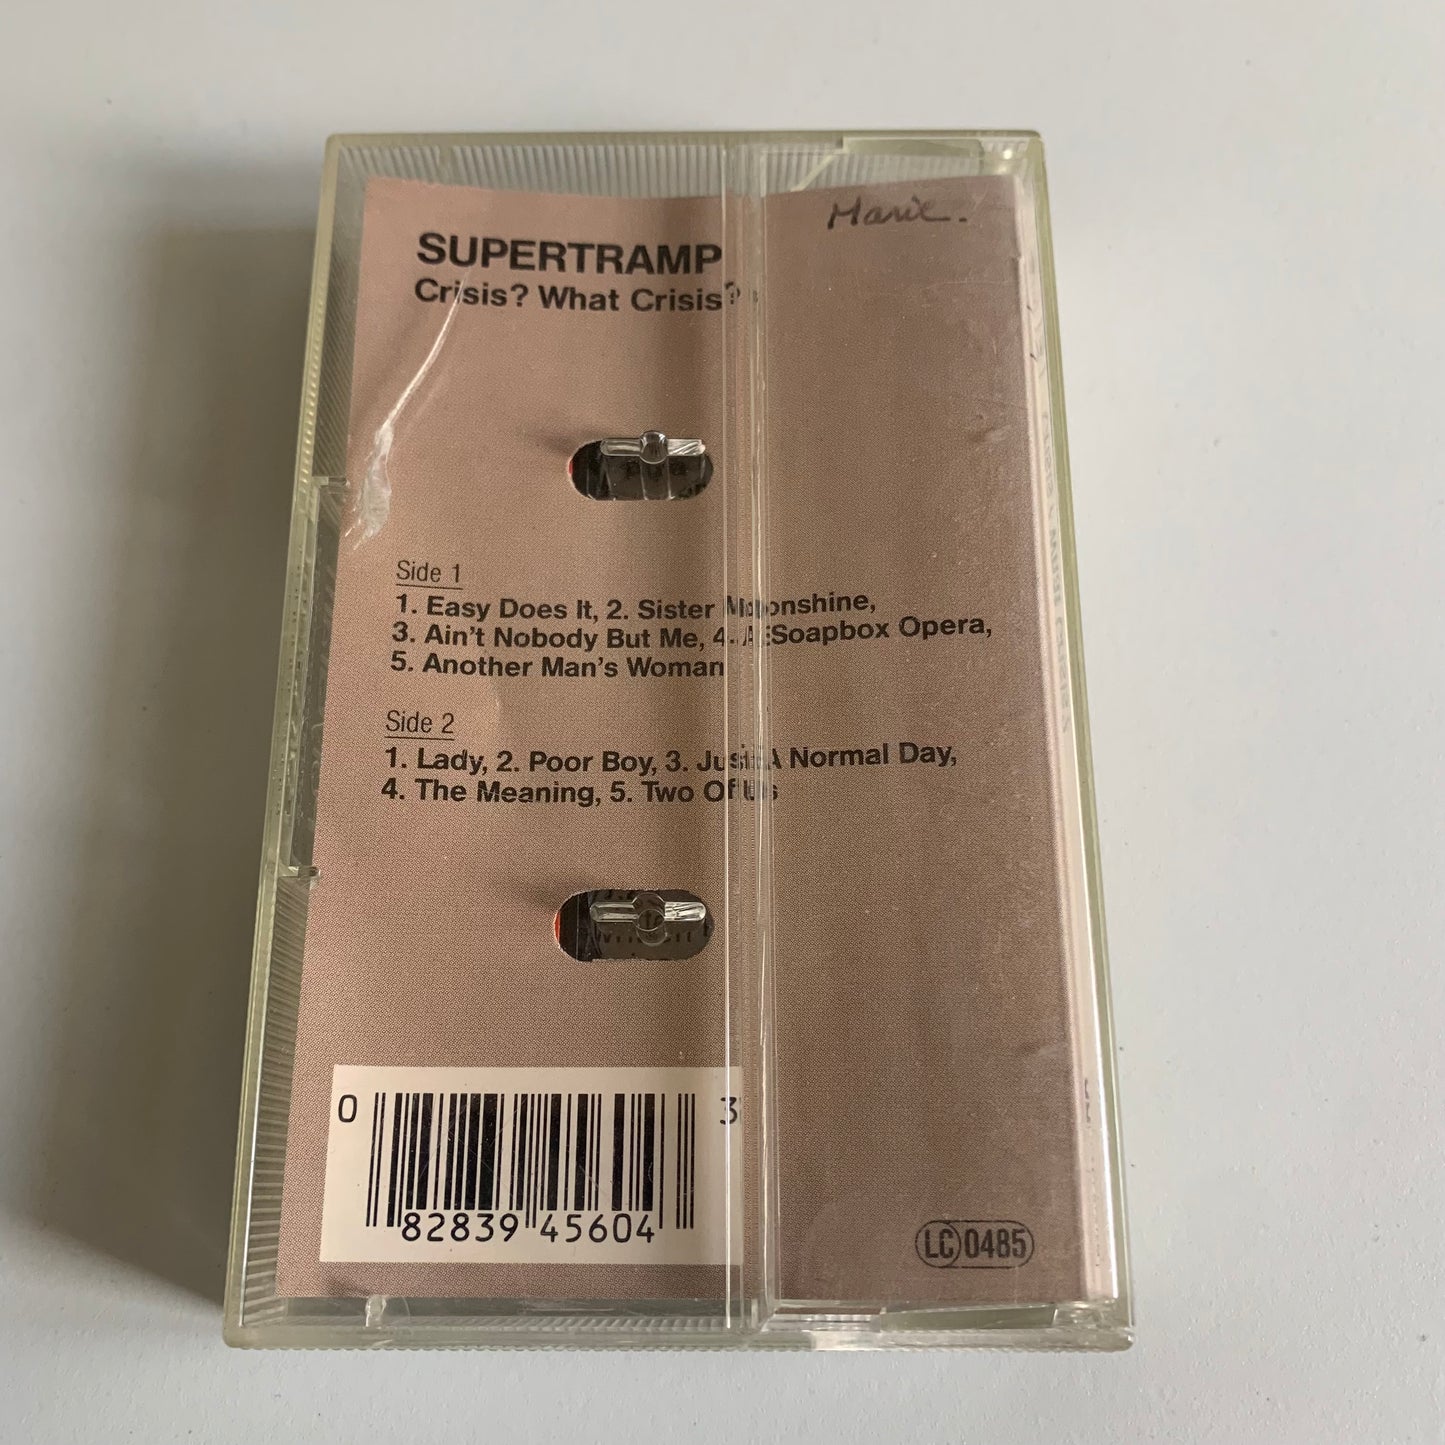 Marie.
SUPERTRAMP
Crisis? What Crisis?
Side 1
1. Easy Does It, 2. Sister Moonshine,
3. Ain't Nobody But Me, 4. A Soapbox Opera,
5. Another Man's Woman
Side 2
1. Lady, 2. Poor Boy, 3. Just A Normal Day,
4. The Meaning, 5. Two Of Us
0 82839 45604 3
LC 0485